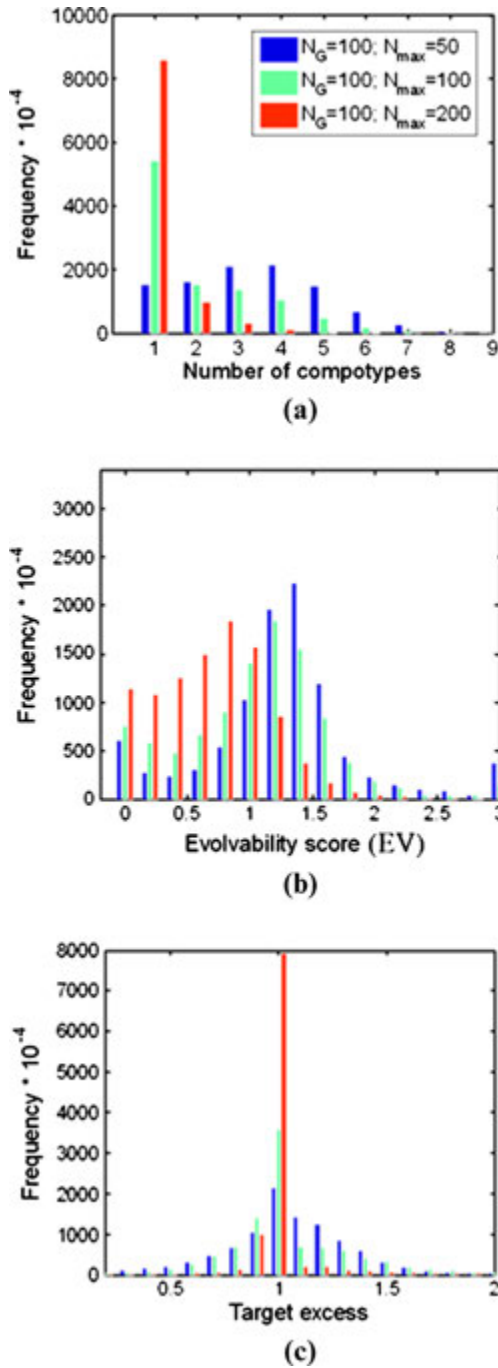 10000
8000
6000
4000
2000
0
Frequency * 10⁻⁴
N_G=100; N_max=50
N_G=100; N_max=100
N_G=100; N_max=200
1 2 3 4 5 6 7 8 9
Number of compotypes
(a)
3000
2500
2000
1500
1000
500
0
Frequency * 10⁻⁴
0 0.5 1 1.5 2 2.5 3
Evolvability score (EV)
(b)
8000
7000
6000
5000
4000
3000
2000
1000
0
Frequency * 10⁻⁴
0.5 1 1.5 2
Target excess
(c)